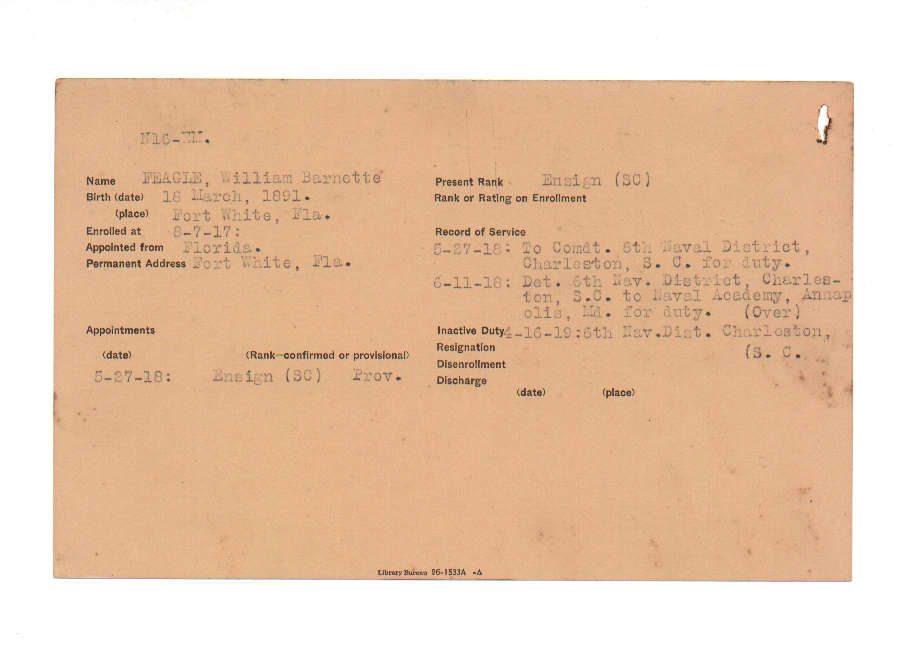 N16-EM.
Name FEAGLE, William Barnette
Birth (date) 18 March, 1891.
(place) Fort White, Fla.
Enrolled at 8-7-17:
Appointed from Florida.
Permanent Address Fort White, Fla.
Appointments
(date) (Rank—confirmed or provisional)
5-27-18: Ensign (SC) Prov.
Present Rank Ensign (SC)
Rank or Rating on Enrollment
Record of Service
5-27-18: To Comdt. 6th Naval District,
Charleston, S. C. for duty.
6-11-18: Det. 6th Nav. District, Charles-
ton, S.C. to Naval Academy, Annap
olis, Md. for duty. (Over)
Inactive Duty 4-16-19:6th Nav.Dist. Charleston,
Resignation (S. C.
Disenrollment
Discharge
(date) (place)
Library Bureau 26-1533A -A